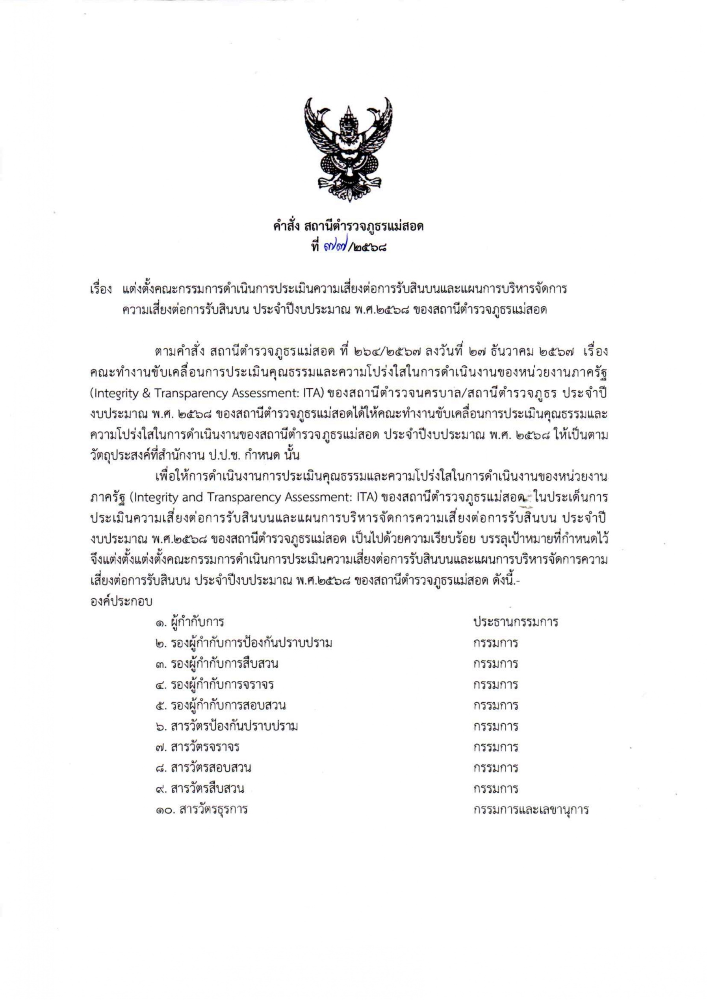 คำสั่ง สถานีตำรวจภูธรแม่สอด
ที่ ๗๗/๒๕๖๘
เรื่อง แต่งตั้งคณะกรรมการดำเนินการประเมินความเสี่ยงต่อการรับสินบนและแผนการบริหารจัดการ
ความเสี่ยงต่อการรับสินบน ประจำปีงบประมาณ พ.ศ.๒๕๖๘ ของสถานีตำรวจภูธรแม่สอด
ตามคำสั่ง สถานีตำรวจภูธรแม่สอด ที่ ๒๖๔/๒๕๖๗ ลงวันที่ ๒๗ ธันวาคม ๒๕๖๗ เรื่อง
คณะทำงานขับเคลื่อนการประเมินคุณธรรมและความโปร่งใสในการดำเนินงานของหน่วยงานภาครัฐ
(Integrity & Transparency Assessment: ITA) ของสถานีตำรวจนครบาล/สถานีตำรวจภูธร ประจำปี
งบประมาณ พ.ศ. ๒๕๖๘ ของสถานีตำรวจภูธรแม่สอดได้ให้คณะทำงานขับเคลื่อนการประเมินคุณธรรมและ
ความโปร่งใสในการดำเนินงานของสถานีตำรวจภูธรแม่สอด ประจำปีงบประมาณ พ.ศ. ๒๕๖๘ ให้เป็นตาม
วัตถุประสงค์ที่สำนักงาน ป.ป.ช. กำหนด นั้น
เพื่อให้การดำเนินงานการประเมินคุณธรรมและความโปร่งใสในการดำเนินงานของหน่วยงาน
ภาครัฐ (Integrity and Transparency Assessment: ITA) ของสถานีตำรวจภูธรแม่สอด ในประเด็นการ
ประเมินความเสี่ยงต่อการรับสินบนและแผนการบริหารจัดการความเสี่ยงต่อการรับสินบน ประจำปี
งบประมาณ พ.ศ.๒๕๖๘ ของสถานีตำรวจภูธรแม่สอด เป็นไปด้วยความเรียบร้อย บรรลุเป้าหมายที่กำหนดไว้
จึงแต่งตั้งแต่งตั้งคณะกรรมการดำเนินการประเมินความเสี่ยงต่อการรับสินบนและแผนการบริหารจัดการความ
เสี่ยงต่อการรับสินบน ประจำปีงบประมาณ พ.ศ.๒๕๖๘ ของสถานีตำรวจภูธรแม่สอด ดังนี้.-
องค์ประกอบ
๑. ผู้กำกับการ ประธานกรรมการ
๒. รองผู้กำกับการป้องกันปราบปราม กรรมการ
๓. รองผู้กำกับการสืบสวน กรรมการ
๔. รองผู้กำกับการจราจร กรรมการ
๕. รองผู้กำกับการสอบสวน กรรมการ
๖. สารวัตรป้องกันปราบปราม กรรมการ
๗. สารวัตรจราจร กรรมการ
๘. สารวัตรสอบสวน กรรมการ
๙. สารวัตรสืบสวน กรรมการ
๑๐. สารวัตรธุรการ กรรมการและเลขานุการ